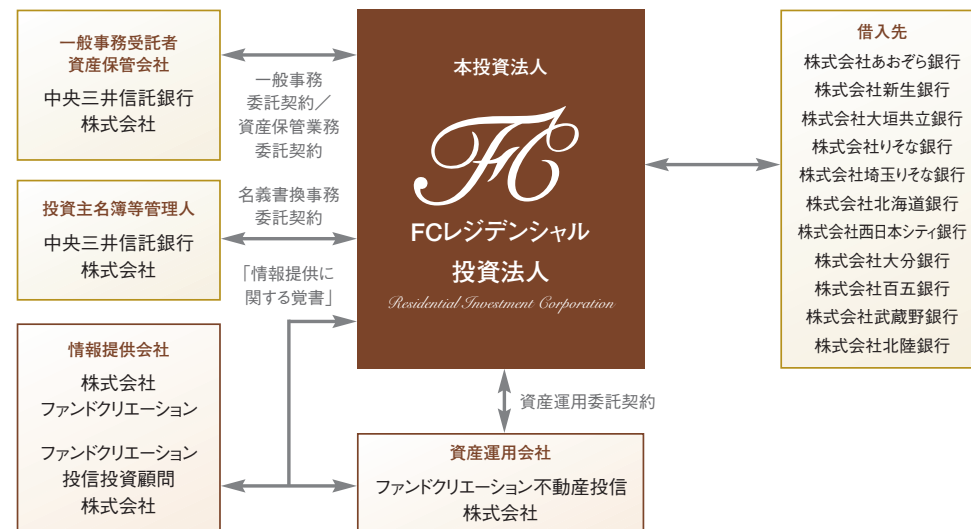 一般事務受託者
資産保管会社
中央三井信託銀行
株式会社
一般事務
委託契約／
資産保管業務
委託契約
投資主名簿等管理人
中央三井信託銀行
株式会社
名義書換事務
委託契約
「情報提供に
関する覚書」
情報提供会社
株式会社
ファンドクリエーション
ファンドクリエーション
投信投資顧問
株式会社
本投資法人
FC
FCレジデンシャル
投資法人
Residential Investment Corporation
資産運用委託契約
資産運用会社
ファンドクリエーション不動産投信
株式会社
借入先
株式会社あおぞら銀行
株式会社新生銀行
株式会社大垣共立銀行
株式会社りそな銀行
株式会社埼玉りそな銀行
株式会社北海道銀行
株式会社西日本シティ銀行
株式会社大分銀行
株式会社百五銀行
株式会社武蔵野銀行
株式会社北陸銀行